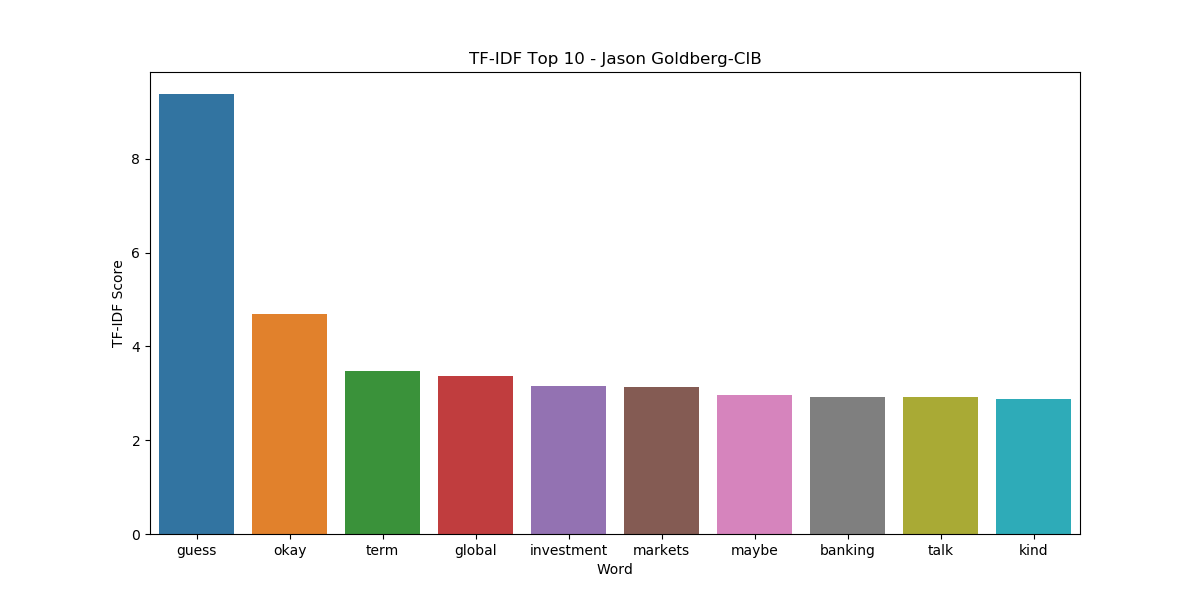 TF-IDF Top 10 - Jason Goldberg-CIB
TF-IDF Score
8
6
4
2
0
guess okay term global investment markets maybe banking talk kind
Word